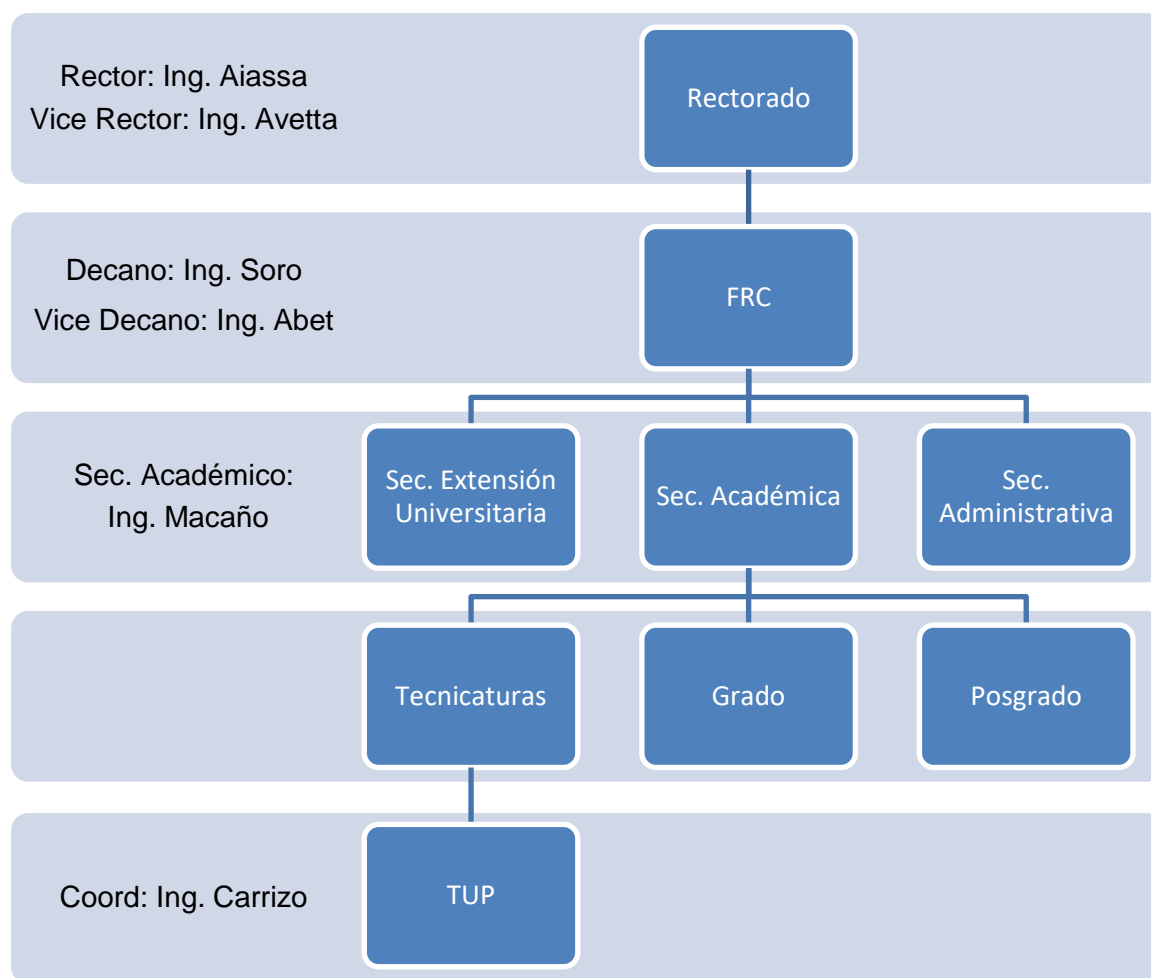 Rector: Ing. Aiassa
Vice Rector: Ing. Avetta
Rectorado
Decano: Ing. Soro
Vice Decano: Ing. Abet
FRC
Sec. Académico:
Ing. Macaño
Sec. Extensión
Universitaria
Sec. Académica
Sec.
Administrativa
Tecnicaturas
Grado
Posgrado
Coord: Ing. Carrizo
TUP